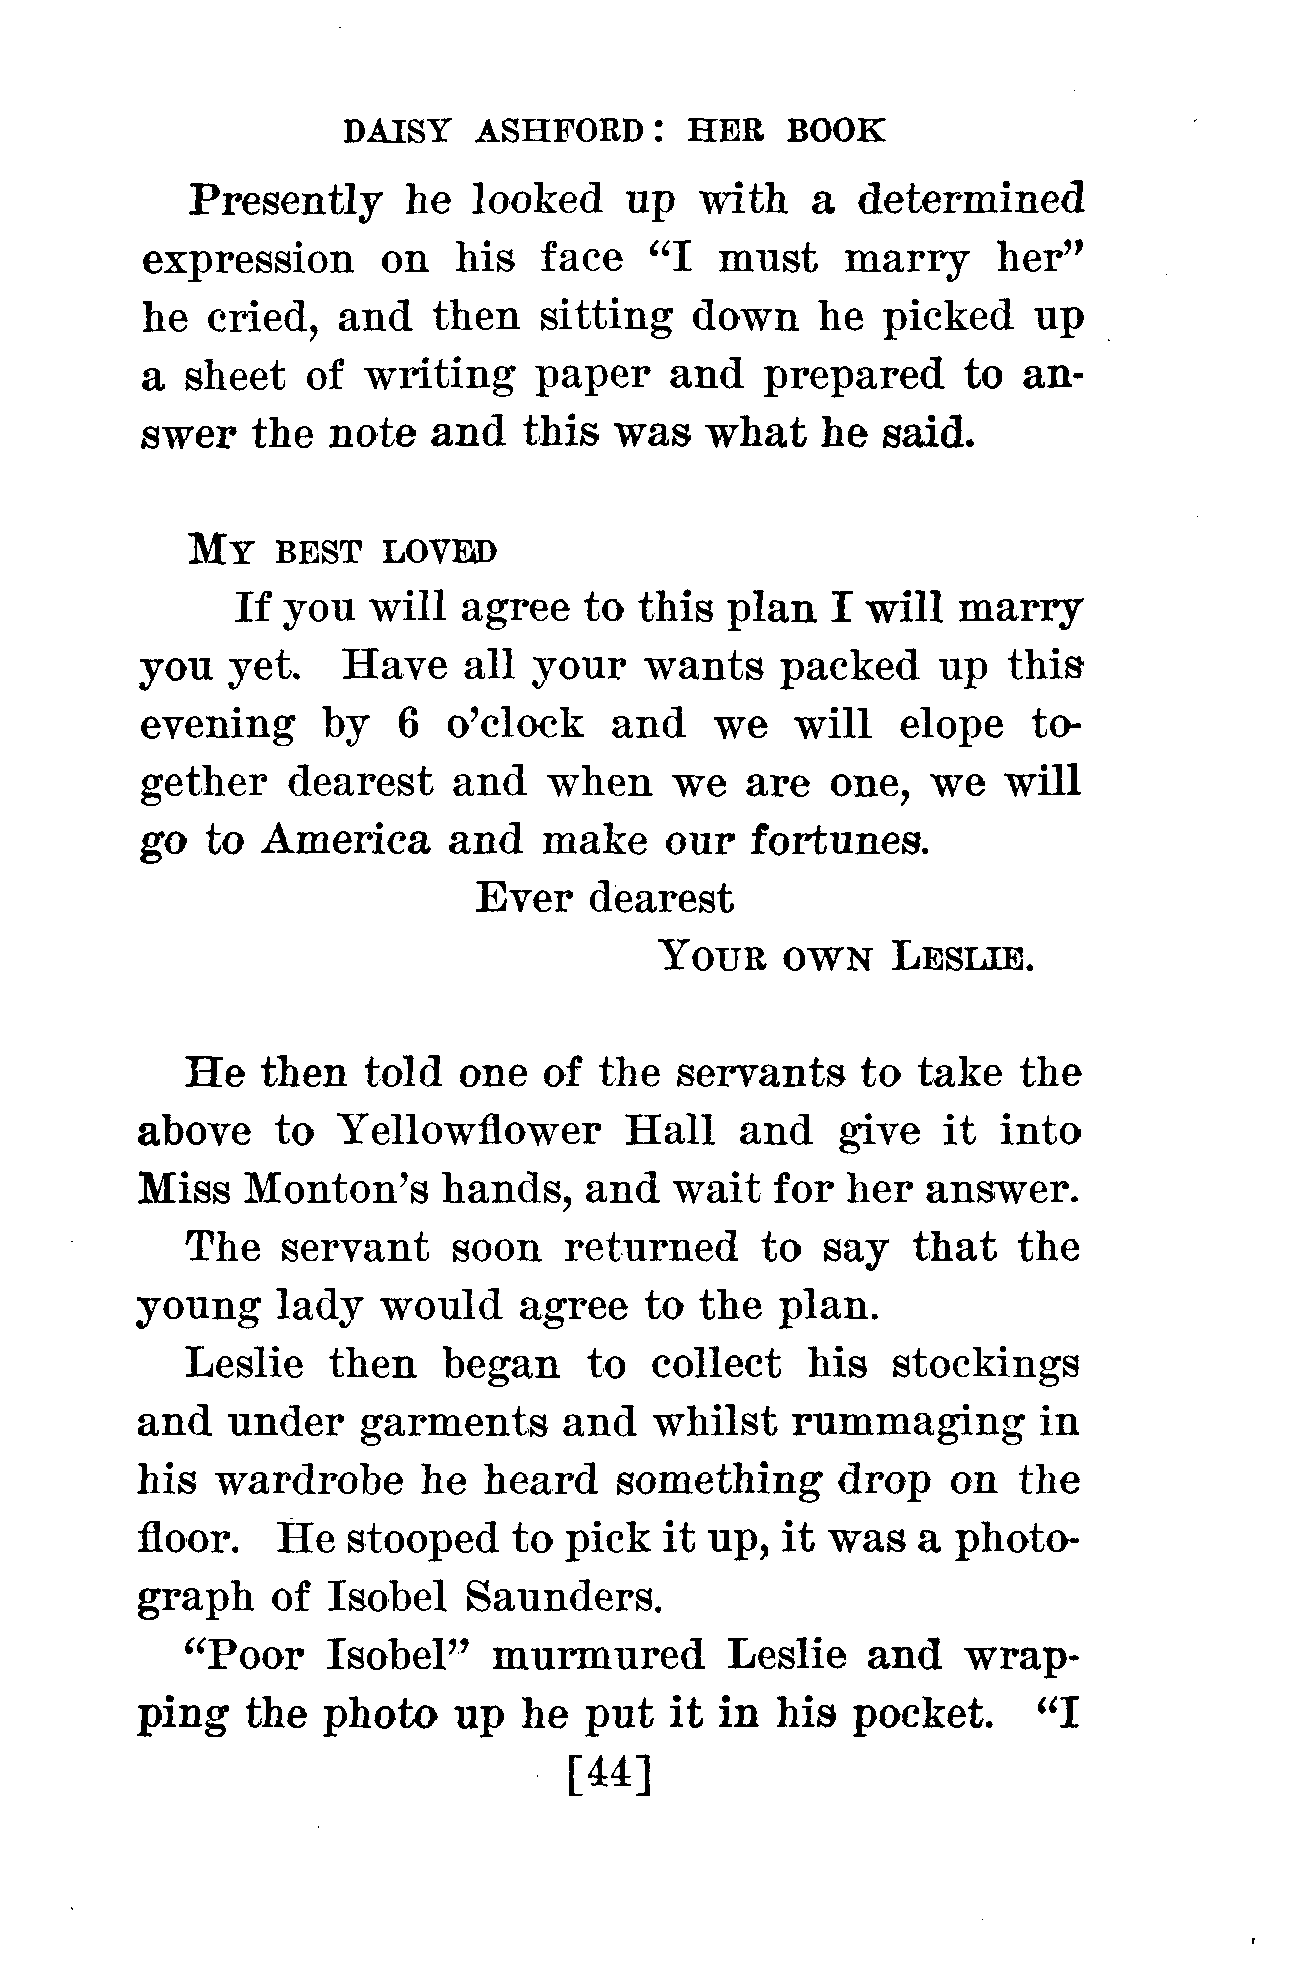 DAISY ASHFORD: HER BOOK
Presently he looked up with a determined
expression on his face “I must marry her”
he cried, and then sitting down he picked up
a sheet of writing paper and prepared to an-
swer the note and this was what he said.
MY BEST LOVED
If you will agree to this plan I will marry
you yet. Have all your wants packed up this
evening by 6 o’clock and we will elope to-
gether dearest and when we are one, we will
go to America and make our fortunes.
Ever dearest
YOUR OWN LESLIE.
He then told one of the servants to take the
above to Yellowflower Hall and give it into
Miss Monton’s hands, and wait for her answer.
The servant soon returned to say that the
young lady would agree to the plan.
Leslie then began to collect his stockings
and under garments and whilst rummaging in
his wardrobe he heard something drop on the
floor. He stooped to pick it up, it was a photo-
graph of Isobel Saunders.
“Poor Isobel” murmured Leslie and wrap-
ping the photo up he put it in his pocket. “I
[44]